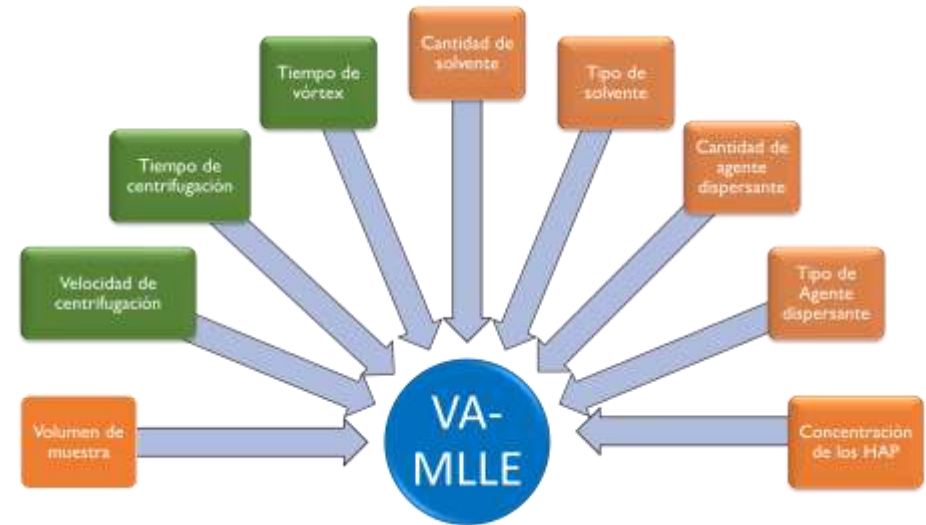 Cantidad de
solvente
Tiempo de
vórtex
Tipo de
solvente
Tiempo de
centrifugación
Cantidad de
agente
dispersante
Velocidad de
centrifugación
Tipo de
Agente
dispersante
Volumen de
muestra
VA-
MLLE
Concentración
de los HAP